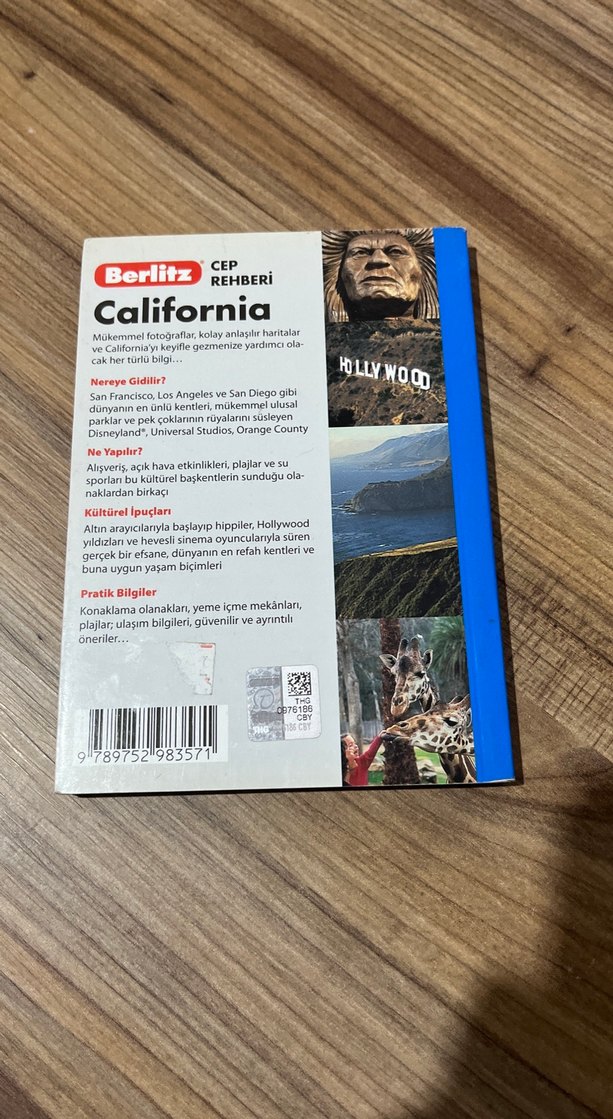 Berlitz® CEP
REHBERİ
California
Mükemmel fotoğraflar, kolay anlaşılır haritalar
ve California'yı keyifle gezmenize yardımcı ola-
cak her türlü bilgi...
Nereye Gidilir?
San Francisco, Los Angeles ve San Diego gibi
dünyanın en ünlü kentleri, mükemmel ulusal
parklar ve pek çoklarının rüyalarını süsleyen
Disneyland®, Universal Studios, Orange County
Ne Yapılır?
Alışveriş, açık hava etkinlikleri, plajlar ve su
sporları bu kültürel başkentlerin sunduğu ola-
naklardan birkaçı
Kültürel İpuçları
Altın arayıcılarıyla başlayıp hippiler, Hollywood
yıldızları ve hevesli sinema oyuncularıyla süren
gerçek bir efsane, dünyanın en refah kentleri ve
buna uygun yaşam biçimleri
Pratik Bilgiler
Konaklama olanakları, yeme içme mekânları,
plajlar; ulaşım bilgileri, güvenilir ve ayrıntılı
öneriler...
HOLLYWOOD
THG
0976186
CBY
186 CBY
THG
9 789752 983571